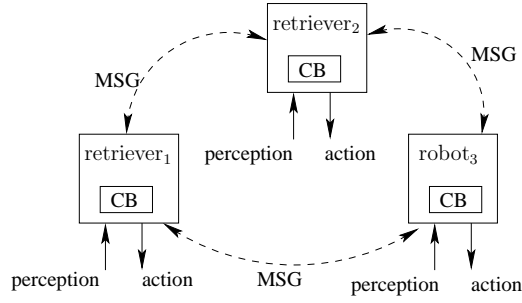 retriever₂
CB
MSG
MSG
perception
action
retriever₁
CB
robot₃
CB
MSG
perception
action
perception
action